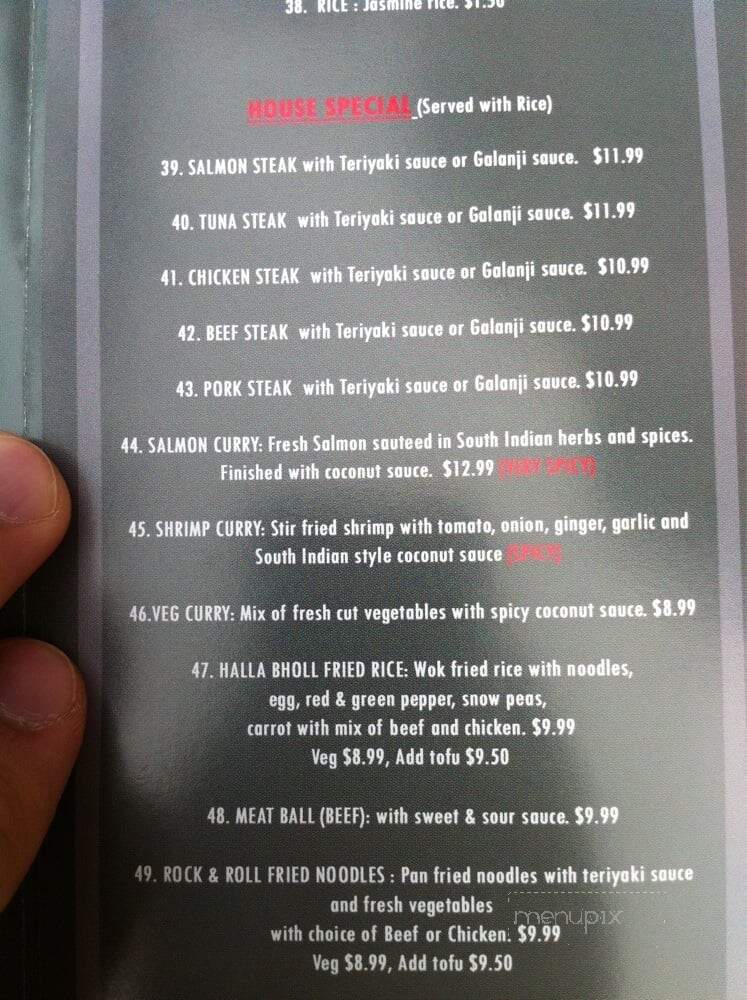 38. RICE : Jasmine rice. $1.50
HOUSE SPECIAL (Served with Rice)
39. SALMON STEAK with Teriyaki sauce or Galanji sauce. $11.99
40. TUNA STEAK with Teriyaki sauce or Galanji sauce. $11.99
41. CHICKEN STEAK with Teriyaki sauce or Galanji sauce. $10.99
42. BEEF STEAK with Teriyaki sauce or Galanji sauce. $10.99
43. PORK STEAK with Teriyaki sauce or Galanji sauce. $10.99
44. SALMON CURRY: Fresh Salmon sauteed in South Indian herbs and spices.
Finished with coconut sauce. $12.99 SPICY)
45. SHRIMP CURRY: Stir fried shrimp with tomato, onion, ginger, garlic and
South Indian style coconut sauce (SPICY)
46.VEG CURRY: Mix of fresh cut vegetables with spicy coconut sauce. $8.99
47. HALLA BHOLL FRIED RICE: Wok fried rice with noodles,
egg, red & green pepper, snow peas,
carrot with mix of beef and chicken. $9.99
Veg $8.99, Add tofu $9.50
48. MEAT BALL (BEEF): with sweet & sour sauce. $9.99
49. ROCK & ROLL FRIED NOODLES : Pan fried noodles with teriyaki sauce
and fresh vegetables
menupix
with choice of Beef or Chicken. $9.99
Veg $8.99, Add tofu $9.50